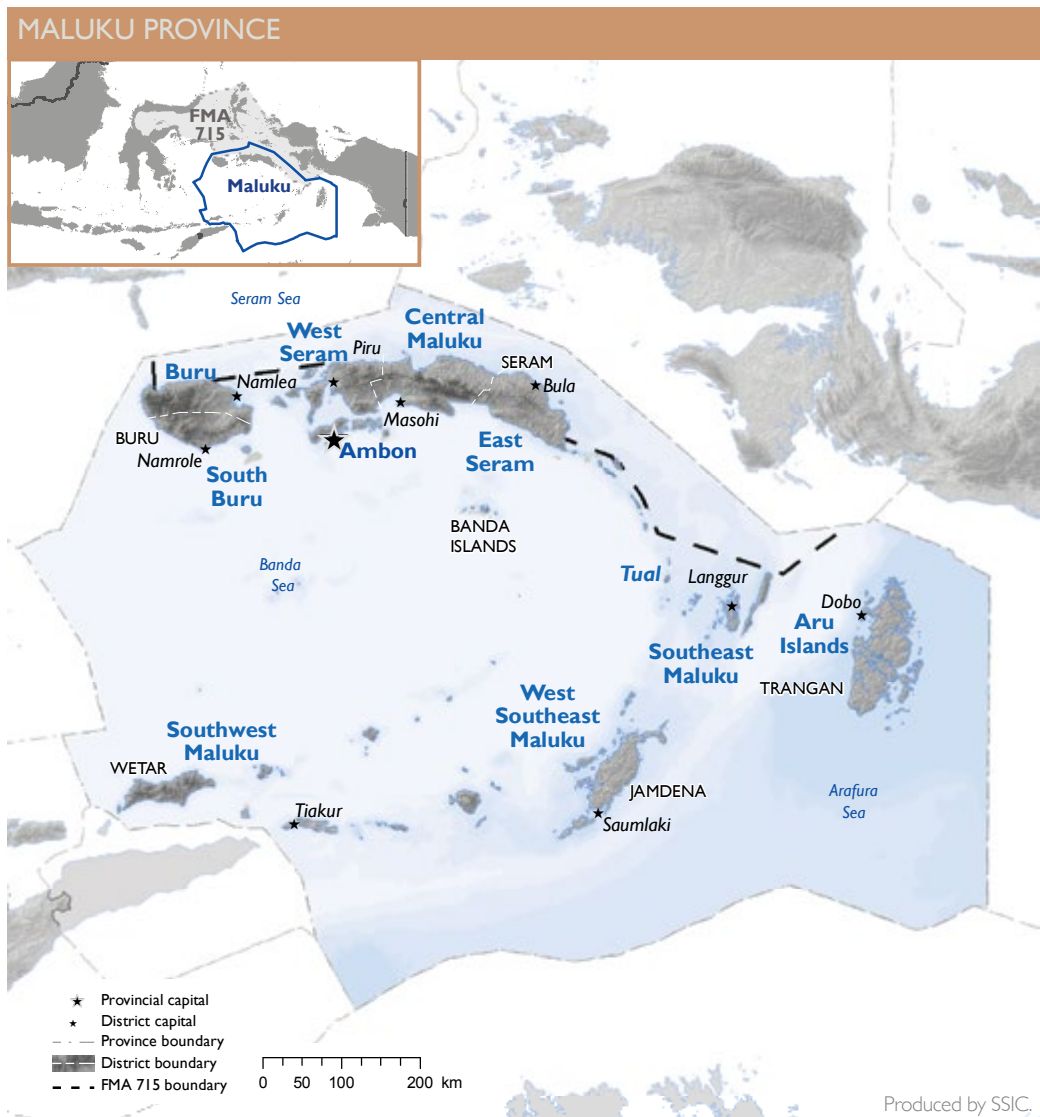 MALUKU PROVINCE
FMA
715
Maluku
Seram Sea
Central
Maluku
West
Seram
Piru
SERAM
Buru
Namlea
Bula
Masohi
BURU
Namrole
Ambon
East
Seram
South
Buru
BANDA
ISLANDS
Banda
Sea
Tual
Langgur
Dobo
Aru
Islands
Southeast
Maluku
TRANGAN
West
Southeast
Maluku
Southwest
Maluku
WETAR
JAMDENA
Arafura
Sea
Tiakur
Saumlaki
Provincial capital
District capital
Province boundary
District boundary
FMA 715 boundary
0 50 100 200 km
Produced by SSIC.